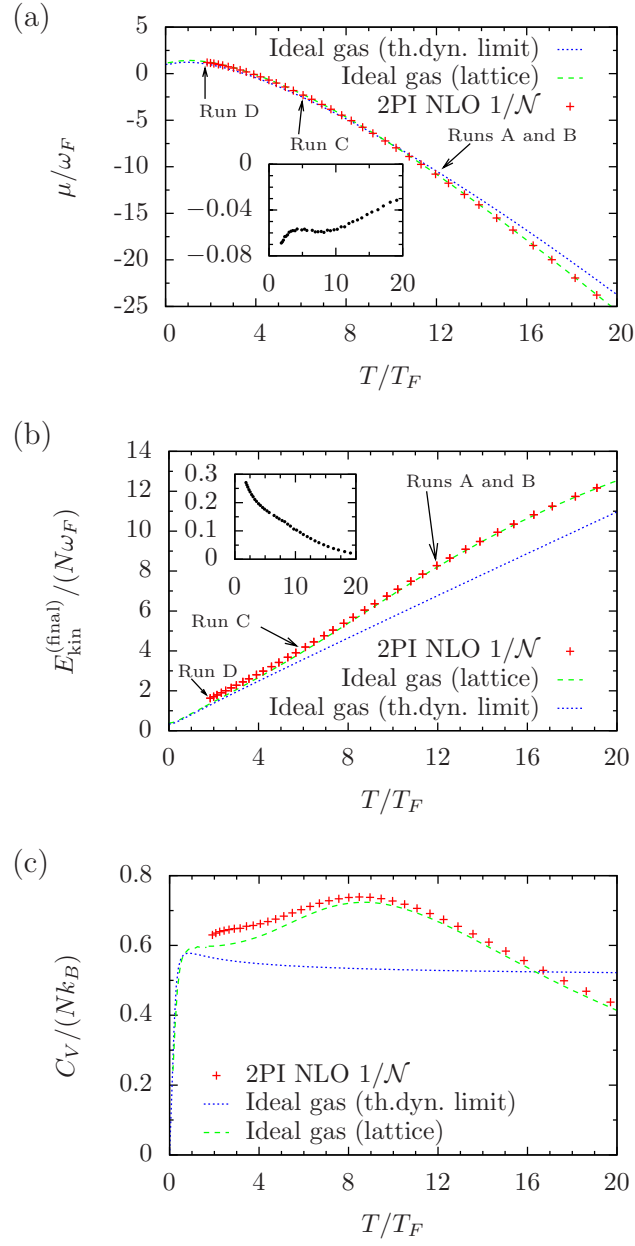 (a)
5
0
-5
-10
-15
-20
-25
μ/ω_F
Ideal gas (th.dyn. limit)
Ideal gas (lattice)
2PI NLO 1/𝒩
Run D
Run C
Runs A and B
0
−0.04
−0.08
0 10 20
0 4 8 12 16 20
T/T_F
(b)
14
12
10
8
6
4
2
0
E_kin^(final)/(Nω_F)
0.3
0.2
0.1
0
0 10 20
Runs A and B
Run C
Run D
2PI NLO 1/𝒩
Ideal gas (lattice)
Ideal gas (th.dyn. limit)
0 4 8 12 16 20
T/T_F
(c)
0.8
0.6
0.4
0.2
0
C_V/(Nk_B)
2PI NLO 1/𝒩
Ideal gas (th.dyn. limit)
Ideal gas (lattice)
0 4 8 12 16 20
T/T_F